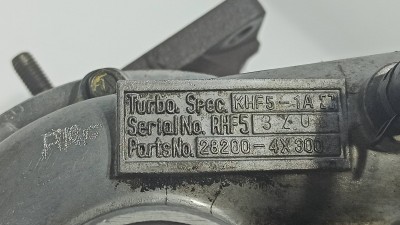 Turbo. Spec. KHF5-1A
Serial No. RHF5
Parts No. 28200-4X300